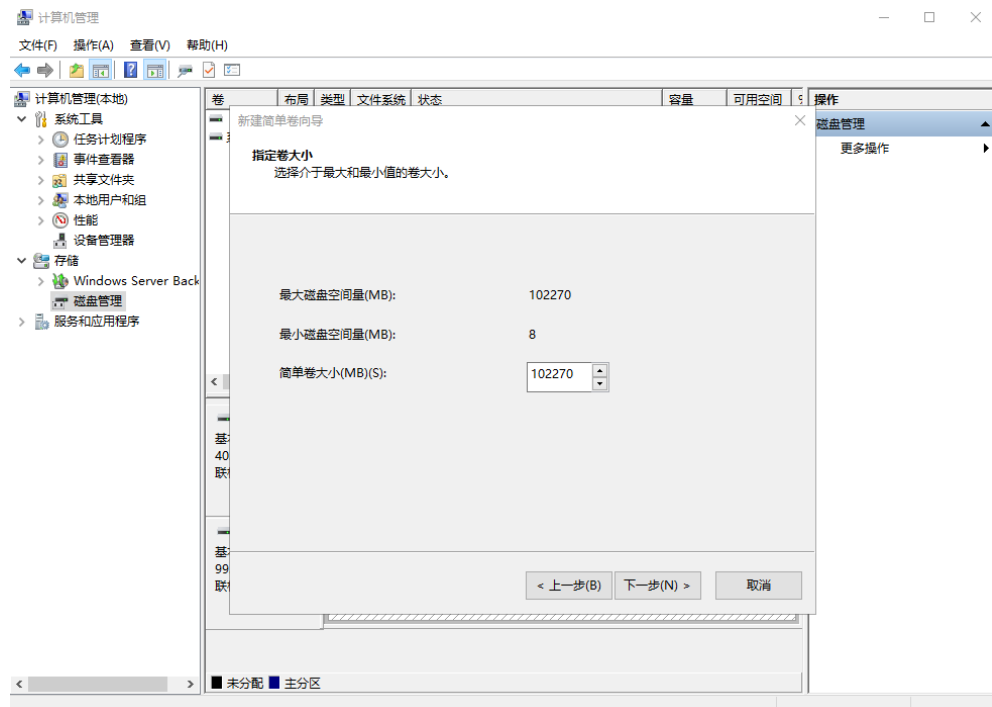 计算机管理
文件(F) 操作(A) 查看(V) 帮助(H)
计算机管理(本地)
系统工具
任务计划程序
事件查看器
共享文件夹
本地用户和组
性能
设备管理器
存储
Windows Server Back
磁盘管理
服务和应用程序
卷 布局 类型 文件系统 状态 容量 可用空间
新建简单卷向导
指定卷大小
选择介于最大和最小值的卷大小。
最大磁盘空间量(MB): 102270
最小磁盘空间量(MB): 8
简单卷大小(MB)(S): 102270
< 上一步(B) 下一步(N) > 取消
基
40
联
基
99
联
未分配 主分区
操作
磁盘管理
更多操作